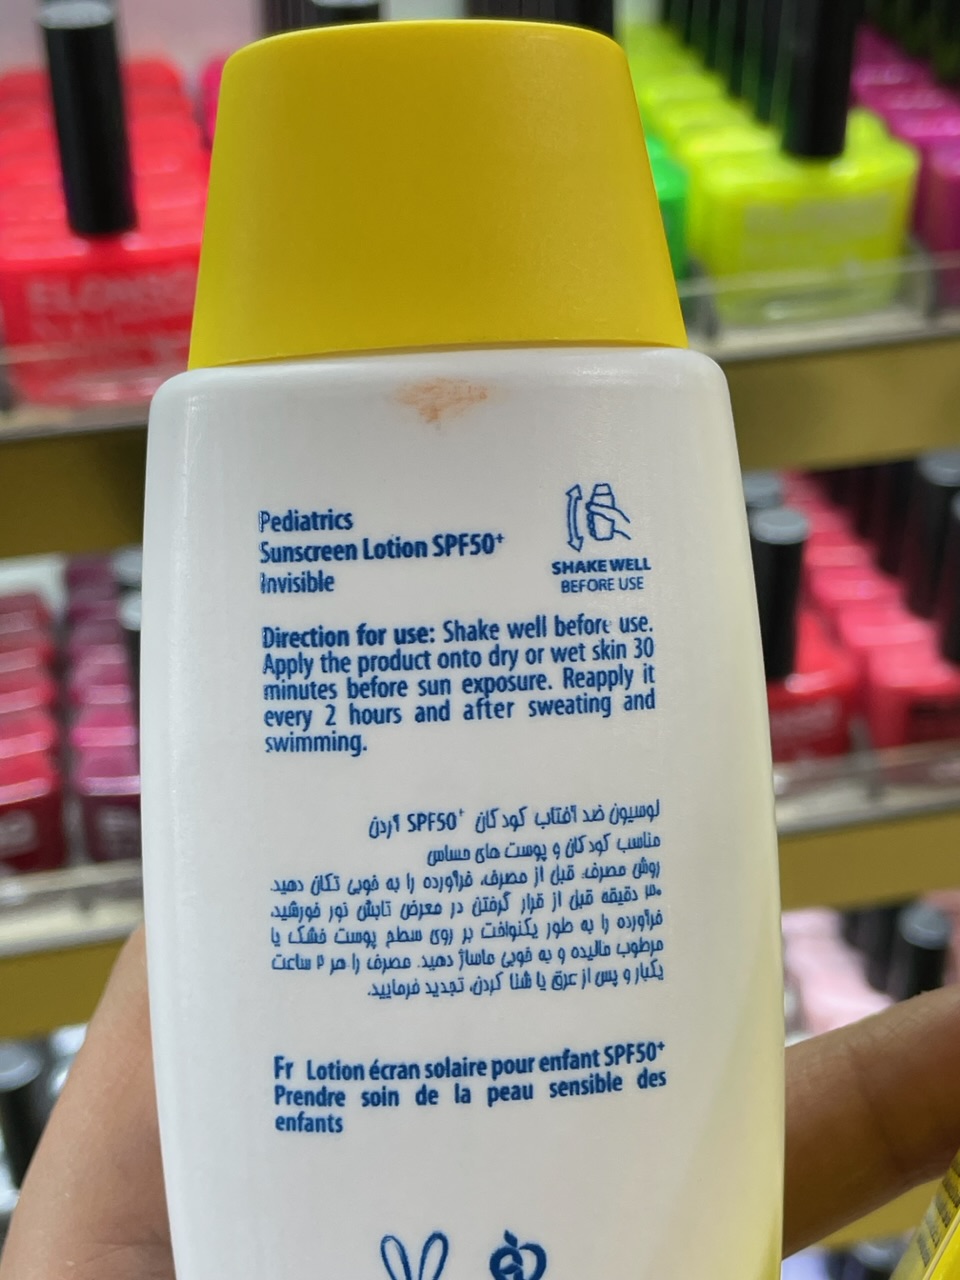 Pediatrics
Sunscreen Lotion SPF50+
Invisible
SHAKE WELL
BEFORE USE
Direction for use: Shake well before use.
Apply the product onto dry or wet skin 30
minutes before sun exposure. Reapply it
every 2 hours and after sweating and
swimming.
لوسیون ضد آفتاب کودکان SPF50+ آردن
مناسب کودکان و پوست های حساس
روش مصرف: قبل از مصرف، فرآورده را به خوبی تکان دهید.
۳۰ دقیقه قبل از قرار گرفتن در معرض تابش نور خورشید،
فرآورده را به طور یکنواخت بر روی سطح پوست خشک یا
مرطوب مالیده و به خوبی ماساژ دهید. مصرف را هر ۲ ساعت
یکبار و پس از عرق یا شنا کردن، تجدید فرمایید.
Fr Lotion écran solaire pour enfant SPF50+
Prendre soin de la peau sensible des
enfants